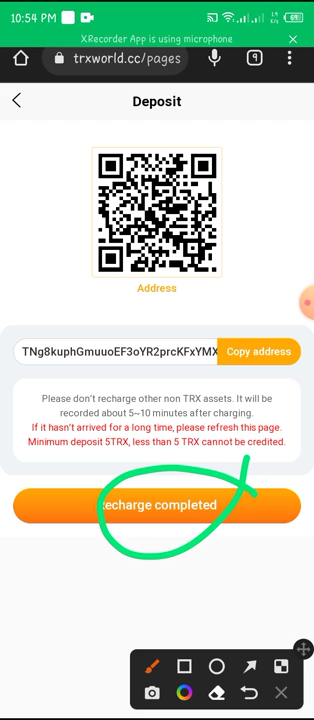 10:54 PM
XRecorder App is using microphone
trxworld.cc/pages
9
Deposit
Address
TNg8kuphGmuuoEF3oYR2prcKFxYMX
Copy address
Please don't recharge other non TRX assets. It will
be recorded about 5~10 minutes after charging.
If it hasn't arrived for a long time, please refresh this page.
Minimum deposit 5TRX, less than 5 TRX cannot be credited.
Recharge completed